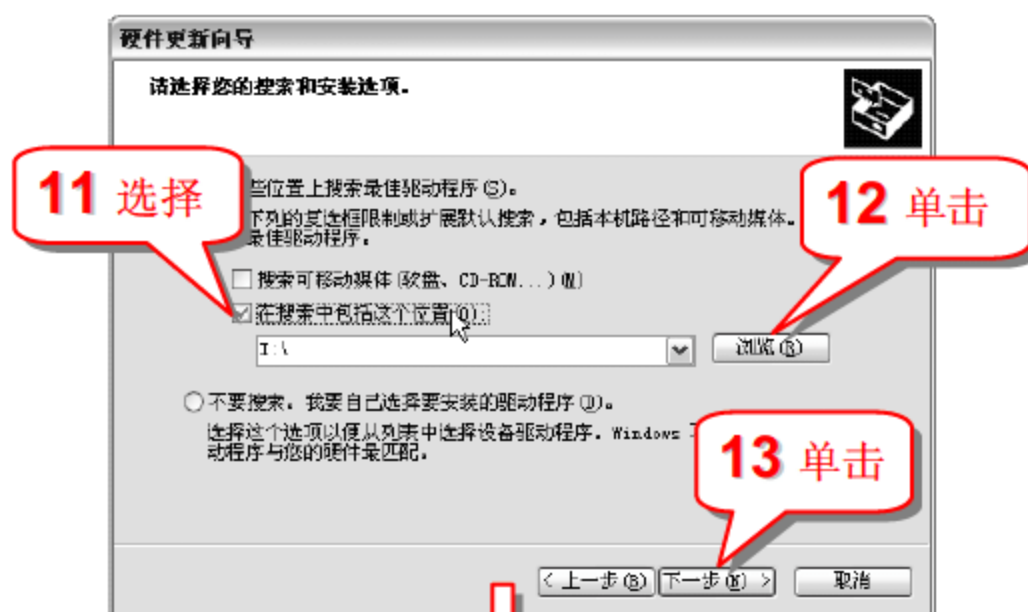 硬件更新向导
请选择您的搜索和安装选项。
11 选择
些位置上搜索最佳驱动程序(S)。
12 单击
下列的复选框限制或扩展默认搜索,包括本机路径和可移动媒体。
最佳驱动程序。
搜索可移动媒体(软盘、CD-ROM...)(M)
在搜索中包括这个位置(O):
I:\
浏览(R)
不要搜索。我要自己选择要安装的驱动程序(D)。
选择这个选项以便从列表中选择设备驱动程序。Windows
动程序与您的硬件最匹配。
13 单击
< 上一步(B)
下一步(N) >
取消